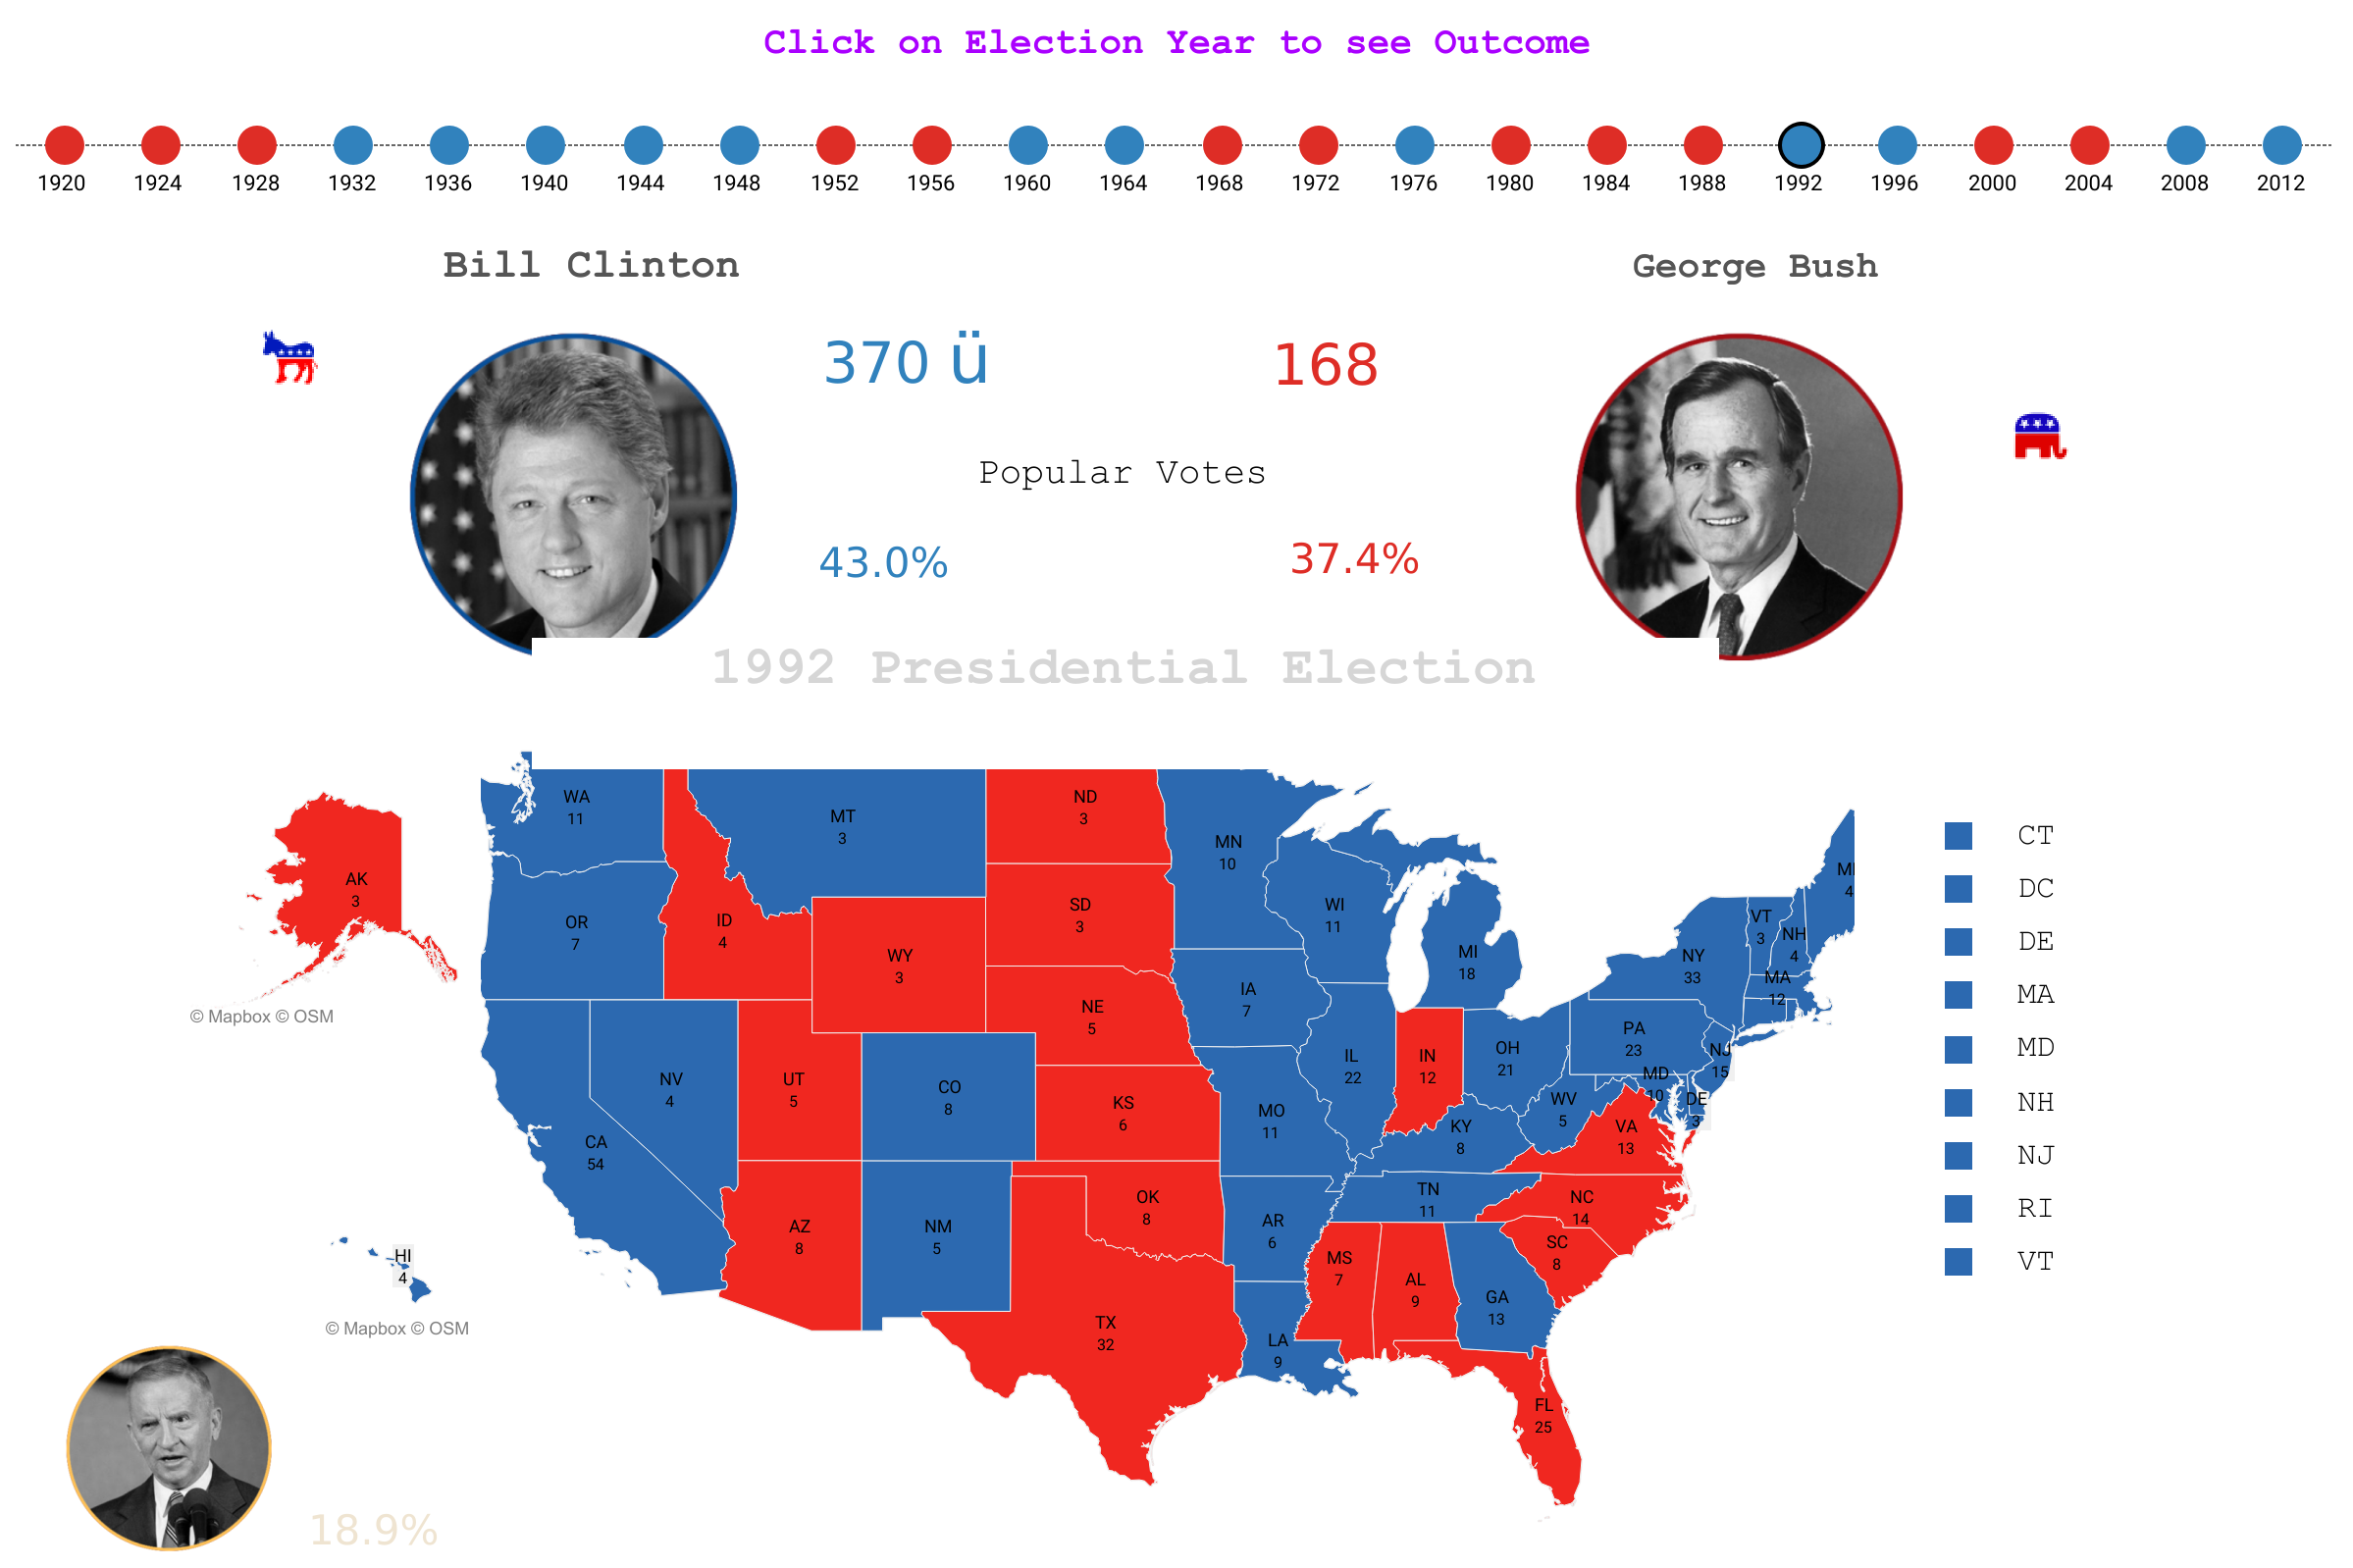 Click on Election Year to see Outcome
1920 1924 1928 1932 1936 1940 1944 1948 1952 1956 1960 1964 1968 1972 1976 1980 1984 1988 1992 1996 2000 2004 2008 2012
Bill Clinton
George Bush
370 ü
168
Popular Votes
43.0%
37.4%
1992 Presidential Election
AK
3
© Mapbox © OSM
HI
4
© Mapbox © OSM
WA
11
OR
7
CA
54
NV
4
ID
4
MT
3
WY
3
UT
5
AZ
8
CO
8
NM
5
ND
3
SD
3
NE
5
KS
6
OK
8
TX
32
MN
10
IA
7
MO
11
AR
6
LA
9
WI
11
IL
22
MI
18
IN
12
OH
21
KY
8
TN
11
MS
7
AL
9
GA
13
FL
25
SC
8
NC
14
VA
13
WV
5
PA
23
NY
33
VT
3
NH
4
MA
12
NJ
15
MD
10
DE
3
4
CT
DC
DE
MA
MD
NH
NJ
RI
VT
18.9%